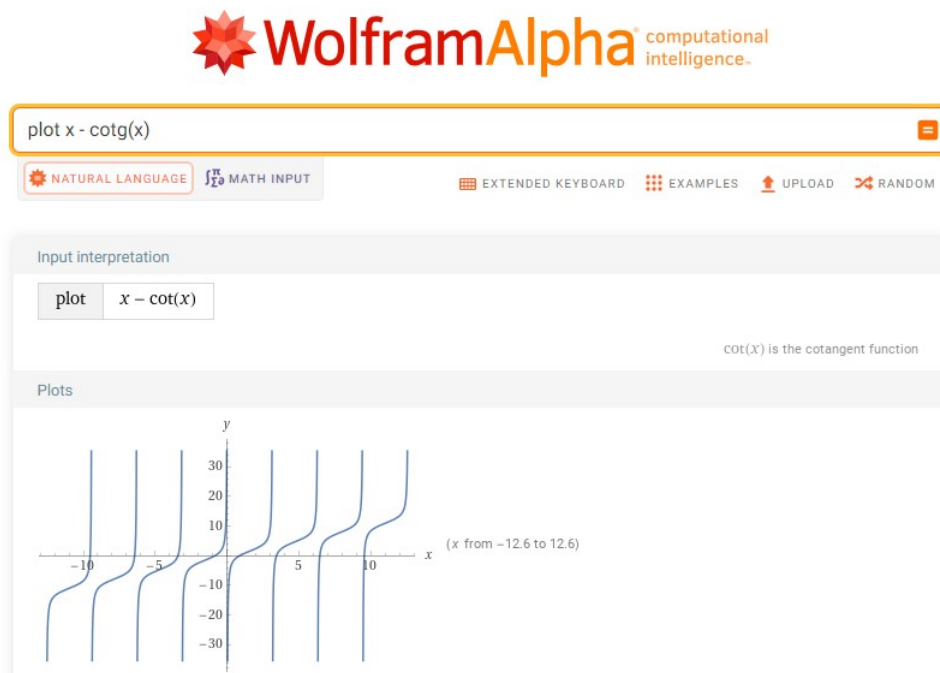 WolframAlpha computational intelligence™
plot x - cotg(x)
NATURAL LANGUAGE MATH INPUT EXTENDED KEYBOARD EXAMPLES UPLOAD RANDOM
Input interpretation
plot x – cot(x)
cot(x) is the cotangent function
Plots
y
30
20
10
-10 -5 5 10 x (x from –12.6 to 12.6)
-10
-20
-30